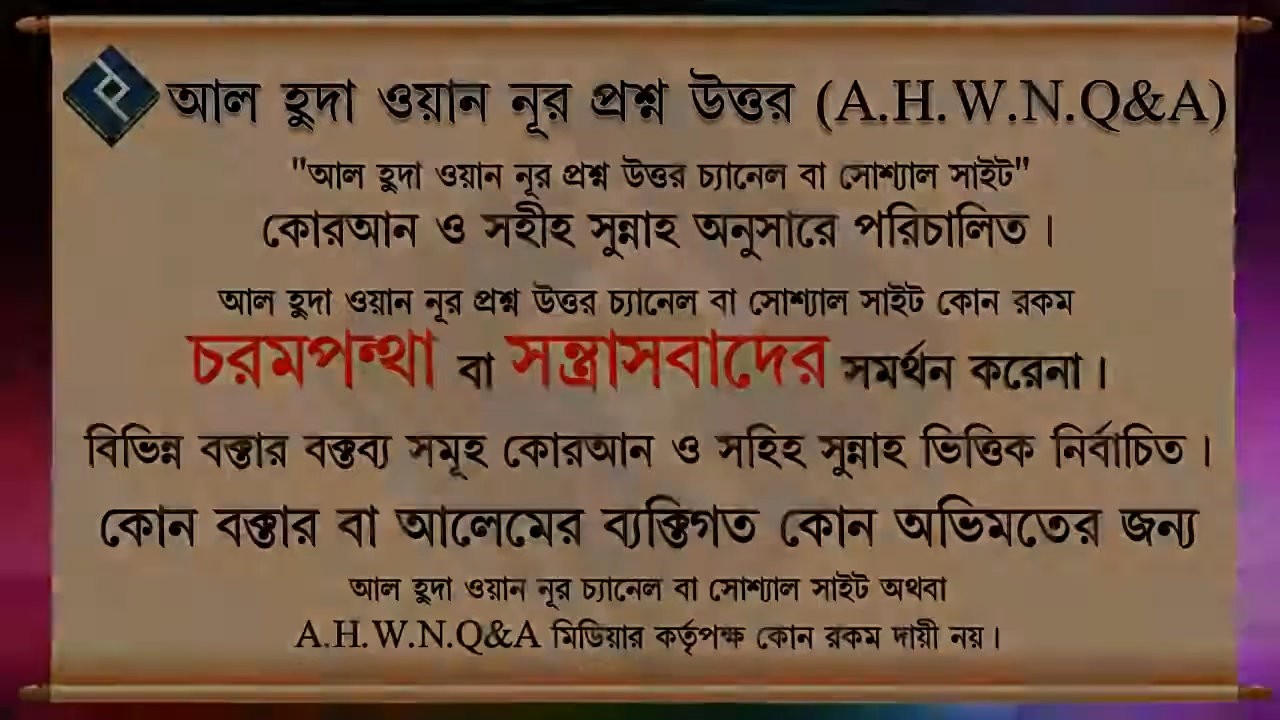 আল হুদা ওয়ান নূর প্রশ্ন উত্তর (A.H.W.N.Q&A)
"আল হুদা ওয়ান নূর প্রশ্ন উত্তর চ্যানেল বা সোশ্যাল সাইট"
কোরআন ও সহীহ সুন্নাহ অনুসারে পরিচালিত ।
আল হুদা ওয়ান নূর প্রশ্ন উত্তর চ্যানেল বা সোশ্যাল সাইট কোন রকম
চরমপন্থা বা সন্ত্রাসবাদের সমর্থন করেনা ।
বিভিন্ন বক্তার বক্তব্য সমূহ কোরআন ও সহিহ সুন্নাহ ভিত্তিক নির্বাচিত ।
কোন বক্তার বা আলেমের ব্যক্তিগত কোন অভিমতের জন্য
আল হুদা ওয়ান নূর চ্যানেল বা সোশ্যাল সাইট অথবা
A.H.W.N.Q&A মিডিয়ার কর্তৃপক্ষ কোন রকম দায়ী নয় ।